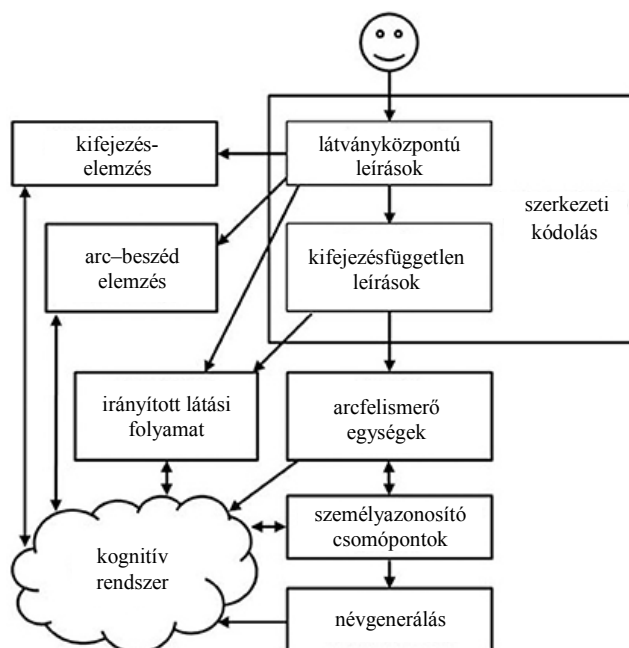 kifejezés-
elemzés
látványközpontú
leírások
szerkezeti
kódolás
arc–beszéd
elemzés
kifejezésfüggetlen
leírások
irányított látási
folyamat
arcfelismerő
egységek
kognitív
rendszer
személyazonosító
csomópontok
névgenerálás